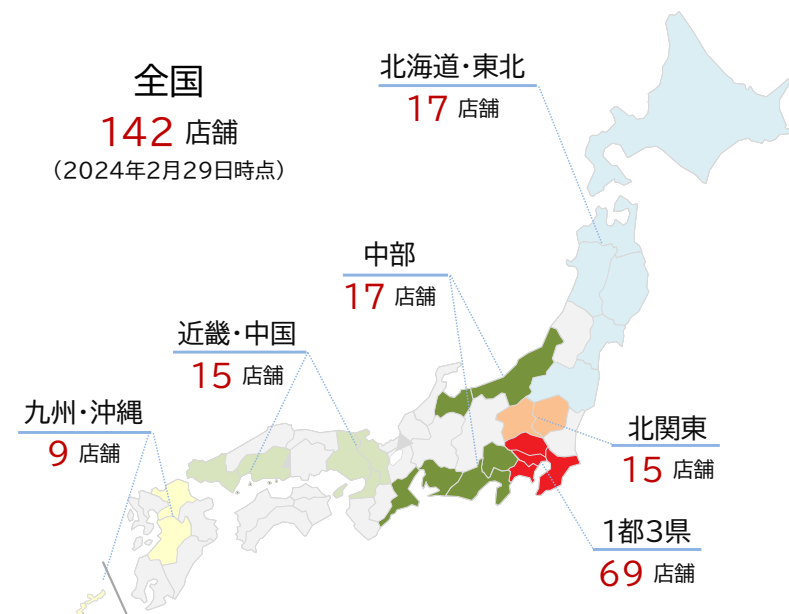 全国
142 店舗
（2024年2月29日時点）
北海道・東北
17 店舗
中部
17 店舗
近畿・中国
15 店舗
九州・沖縄
9 店舗
北関東
15 店舗
1都3県
69 店舗